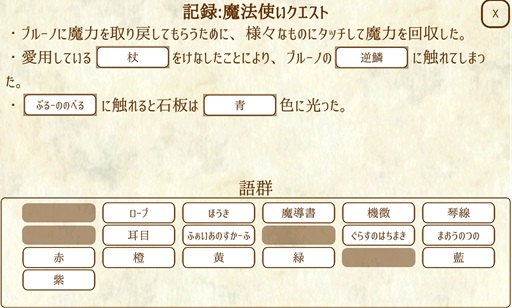 記録:魔法使いクエスト
X
・ブルーノに魔力を取り戻してもらうために、様々なものにタッチして魔力を回収した。
・愛用している 杖 をけなしたことにより、ブルーノの 逆鱗 に触れてしまっ
た。
・ ぶるーののべる に触れると石板は 青 色に光った。
語群
ローブ ほうき 魔導書 機微 琴線
耳目 ふぁいあのすかーふ ぐらすのはちまき まおうのつの
赤 橙 黄 緑 藍
紫